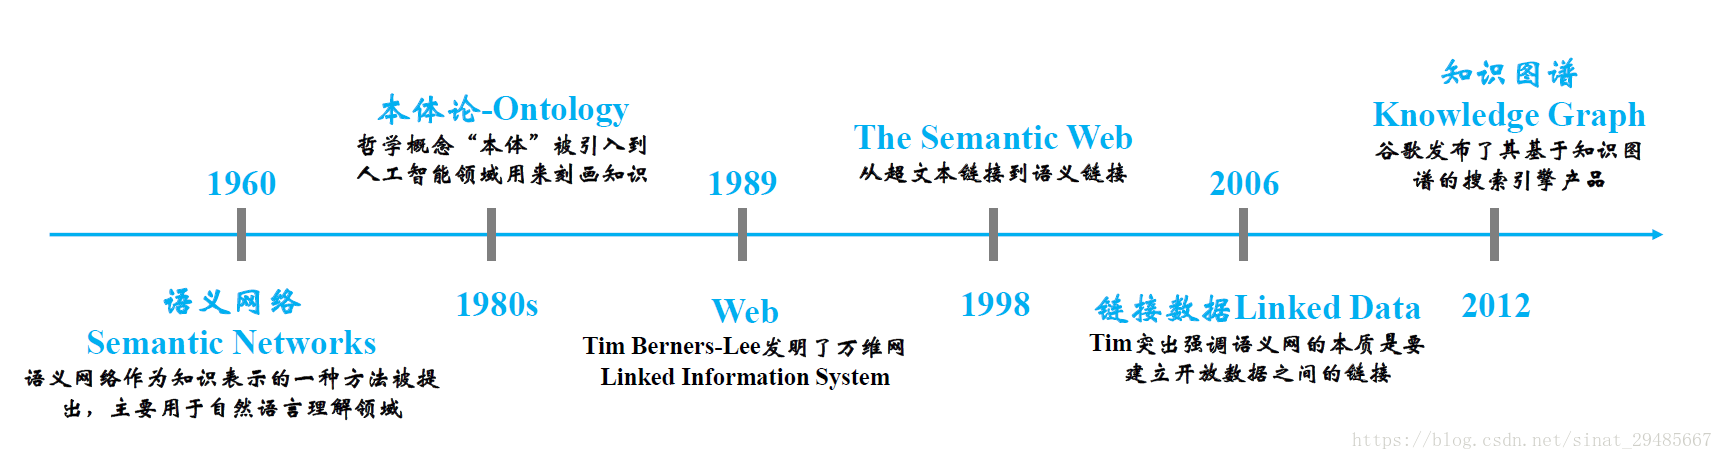 1960
语义网络
Semantic Networks
语义网络作为知识表示的一种方法被提
出，主要用于自然语言理解领域
本体论-Ontology
哲学概念“本体”被引入到
人工智能领域用来刻画知识
1980s
1989
Web
Tim Berners-Lee发明了万维网
Linked Information System
The Semantic Web
从超文本链接到语义链接
1998
2006
链接数据Linked Data
Tim突出强调语义网的本质是要
建立开放数据之间的链接
知识图谱
Knowledge Graph
谷歌发布了其基于知识图
谱的搜索引擎产品
2012
https://blog.csdn.net/sinat_29485667